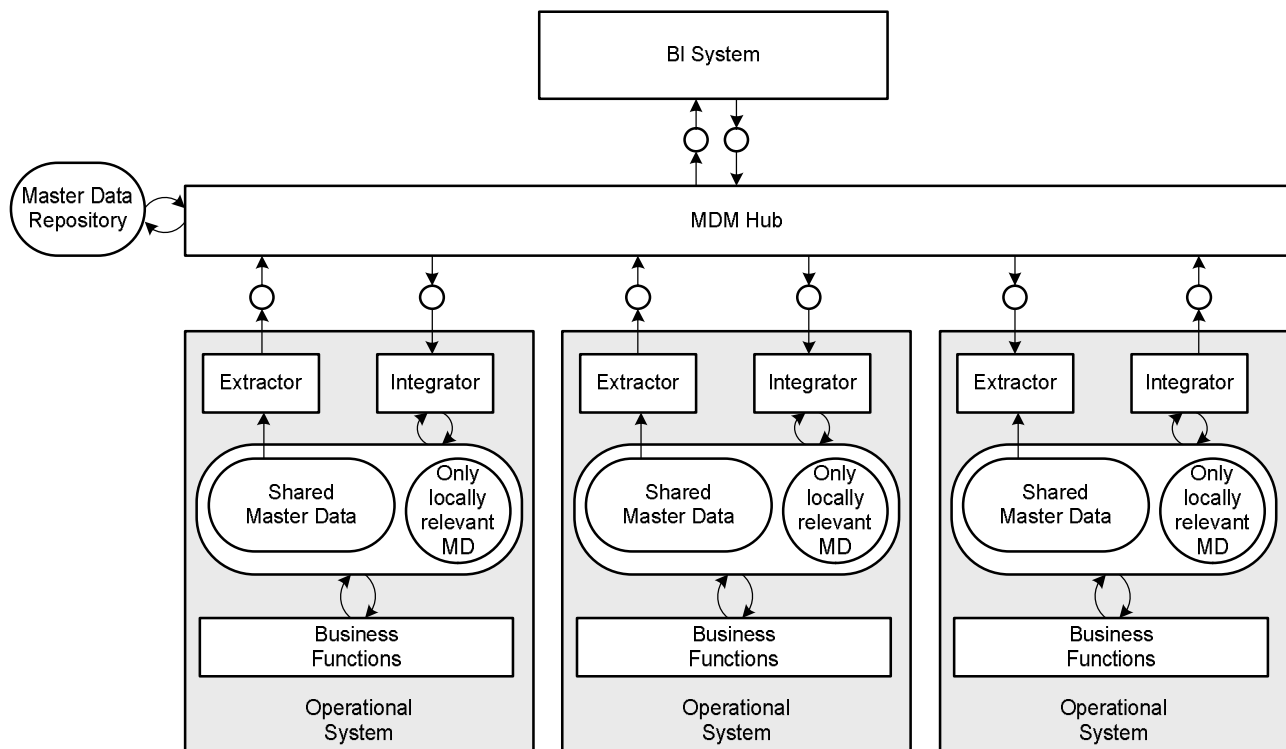 BI System
Master Data
Repository
MDM Hub
Extractor
Integrator
Extractor
Integrator
Extractor
Integrator
Shared
Master Data
Only
locally
relevant
MD
Shared
Master Data
Only
locally
relevant
MD
Shared
Master Data
Only
locally
relevant
MD
Business
Functions
Business
Functions
Business
Functions
Operational
System
Operational
System
Operational
System